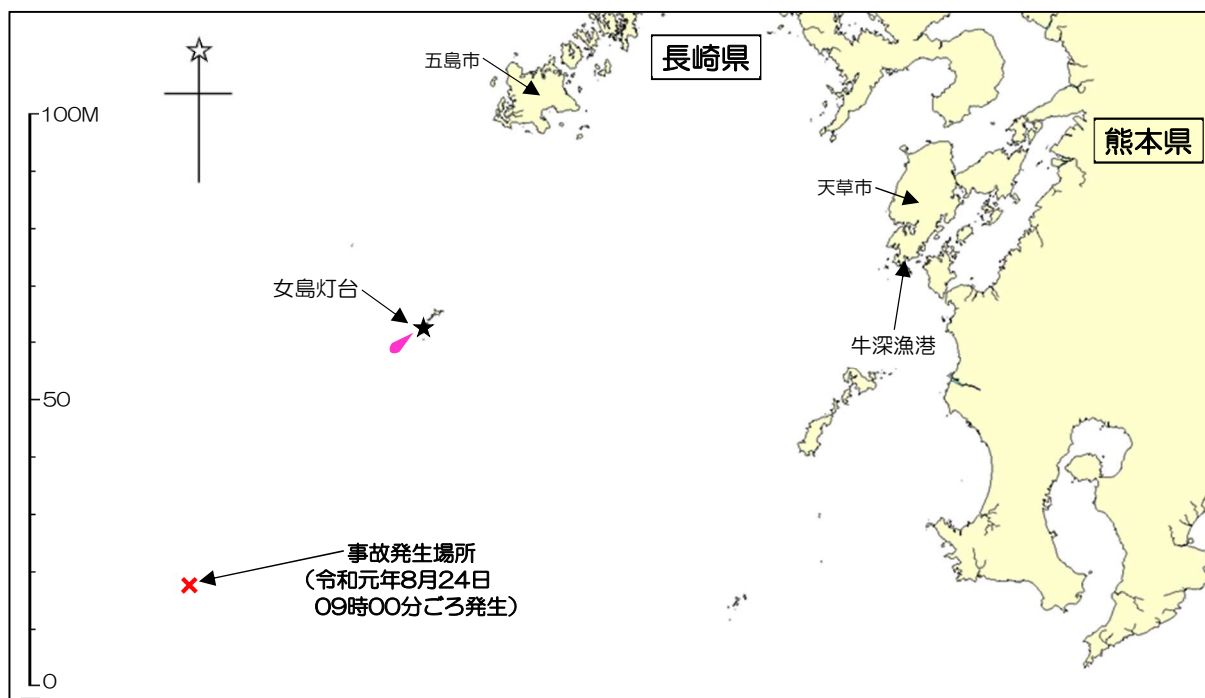 長崎県
五島市
100M
熊本県
天草市
女島灯台
牛深漁港
50
事故発生場所
（令和元年8月24日
09時00分ごろ発生）
0